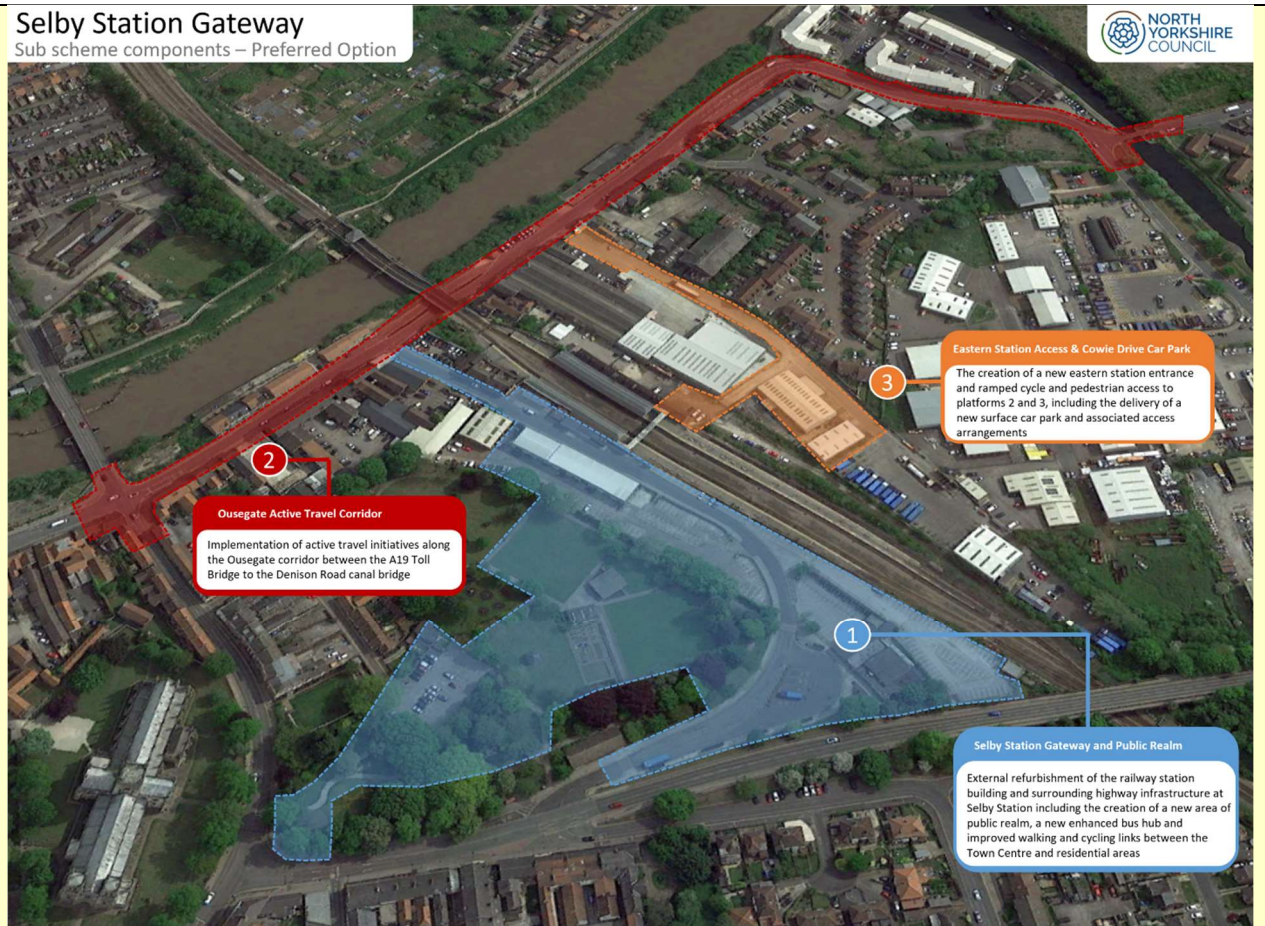 Selby Station Gateway
Sub scheme components – Preferred Option
NORTH
YORKSHIRE
COUNCIL
Eastern Station Access & Cowie Drive Car Park
3
The creation of a new eastern station entrance
and ramped cycle and pedestrian access to
platforms 2 and 3, including the delivery of a
new surface car park and associated access
arrangements
2
Ousegate Active Travel Corridor
Implementation of active travel initiatives along
the Ousegate corridor between the A19 Toll
Bridge to the Denison Road canal bridge
1
Selby Station Gateway and Public Realm
External refurbishment of the railway station
building and surrounding highway infrastructure at
Selby Station including the creation of a new area of
public realm, a new enhanced bus hub and
improved walking and cycling links between the
Town Centre and residential areas